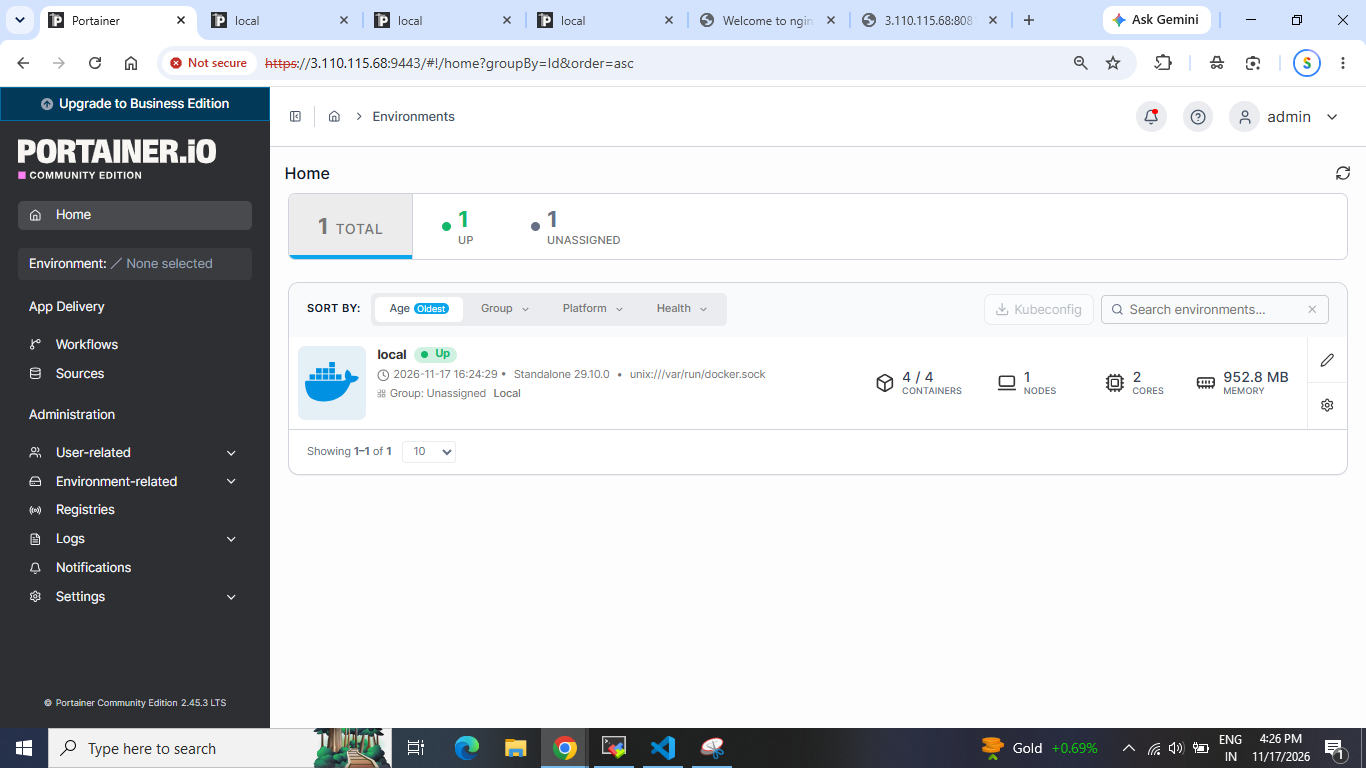 Portainer
local
local
local
Welcome to ngin
3.110.115.68:808
Ask Gemini
Not secure https://3.110.115.68:9443/#!/home?groupBy=Id&order=asc
Upgrade to Business Edition
PORTAINER.iO
COMMUNITY EDITION
Home
Environment: None selected
App Delivery
Workflows
Sources
Administration
User-related
Environment-related
Registries
Logs
Notifications
Settings
© Portainer Community Edition 2.45.3 LTS
Environments
admin
Home
1 TOTAL
1
UP
1
UNASSIGNED
SORT BY: Age Oldest Group Platform Health
Kubeconfig
Search environments...
local Up
2026-11-17 16:24:29 • Standalone 29.10.0 • unix:///var/run/docker.sock
Group: Unassigned Local
4 / 4
CONTAINERS
1
NODES
2
CORES
952.8 MB
MEMORY
Showing 1–1 of 1 10
Type here to search
Gold +0.69%
ENG
IN
4:26 PM
11/17/2026
1